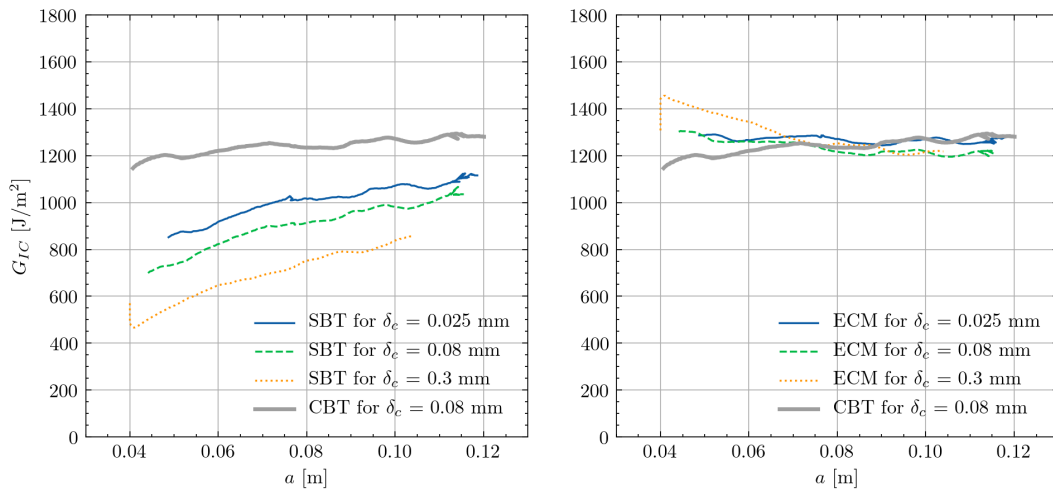 1800
1600
1400
1200
1000
800
600
400
200
0
G_{IC} [J/m²]
0.04 0.06 0.08 0.10 0.12
a [m]
SBT for δ_c = 0.025 mm
SBT for δ_c = 0.08 mm
SBT for δ_c = 0.3 mm
CBT for δ_c = 0.08 mm
1800
1600
1400
1200
1000
800
600
400
200
0
0.04 0.06 0.08 0.10 0.12
a [m]
ECM for δ_c = 0.025 mm
ECM for δ_c = 0.08 mm
ECM for δ_c = 0.3 mm
CBT for δ_c = 0.08 mm